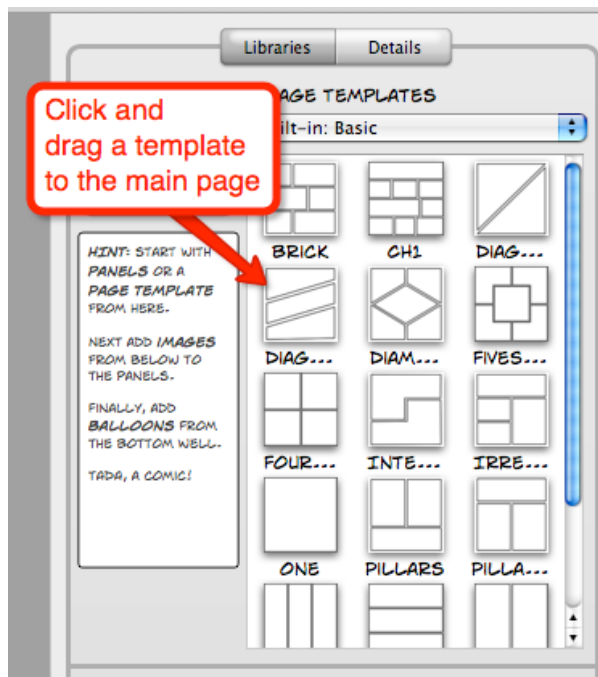 Libraries Details
Click and
drag a template
to the main page
AGE TEMPLATES
ilt-in: Basic
HINT: START WITH
PANELS OR A
PAGE TEMPLATE
FROM HERE.
NEXT ADD IMAGES
FROM BELOW TO
THE PANELS.
FINALLY, ADD
BALLOONS FROM
THE BOTTOM WELL.
TADA, A COMIC!
BRICK CH1 DIAG...
DIAG... DIAM... FIVES...
FOUR... INTE... IRRE...
ONE PILLARS PILLA...